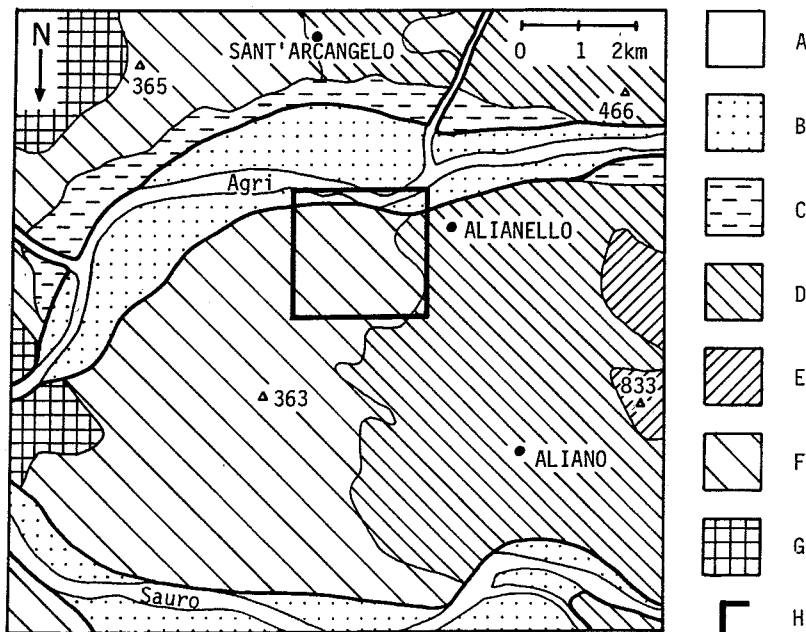 N
SANT'ARCANGELO
0 1 2km
365
466
Agri
ALIANELLO
833
363
ALIANO
Sauro
A
B
C
D
E
F
G
H